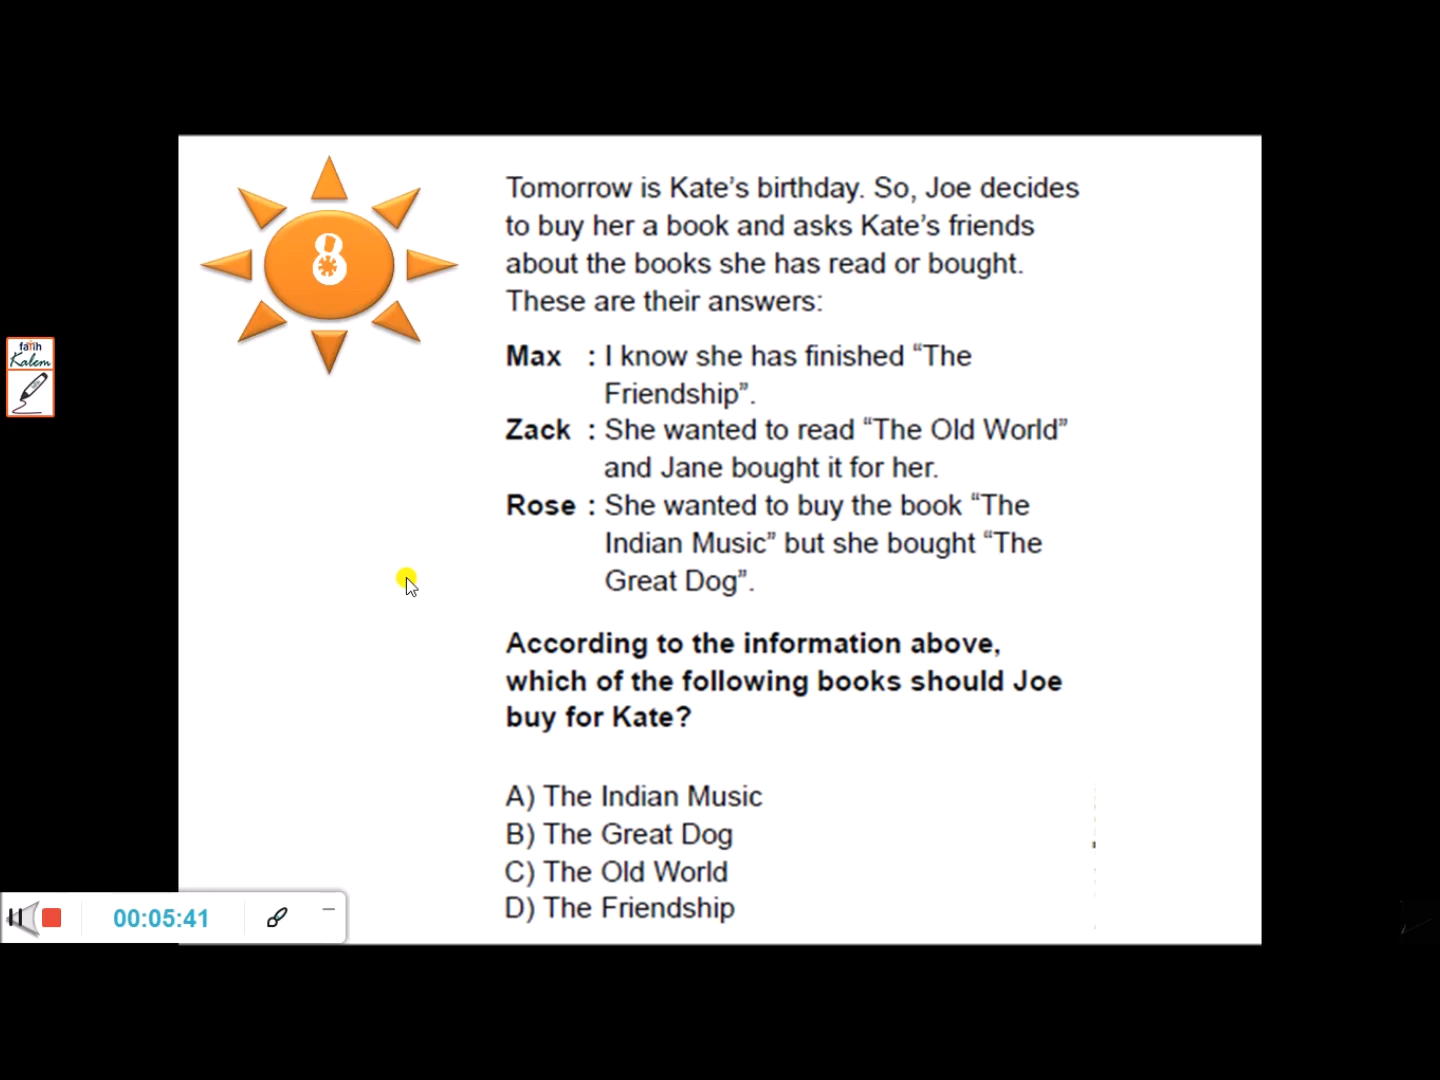 8
Tomorrow is Kate’s birthday. So, Joe decides
to buy her a book and asks Kate’s friends
about the books she has read or bought.
These are their answers:
Max : I know she has finished “The
Friendship”.
Zack : She wanted to read “The Old World”
and Jane bought it for her.
Rose : She wanted to buy the book “The
Indian Music” but she bought “The
Great Dog”.
According to the information above,
which of the following books should Joe
buy for Kate?
A) The Indian Music
B) The Great Dog
C) The Old World
D) The Friendship
fatih
Kalem
00:05:41